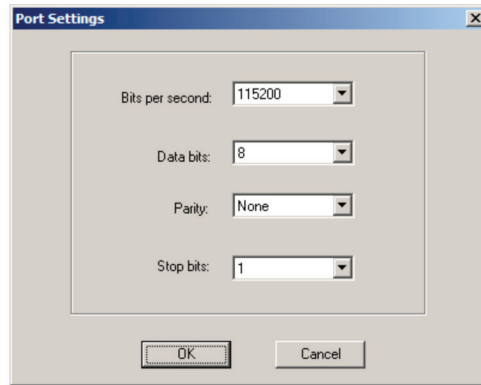 Port Settings
Bits per second: 115200
Data bits: 8
Parity: None
Stop bits: 1
OK Cancel